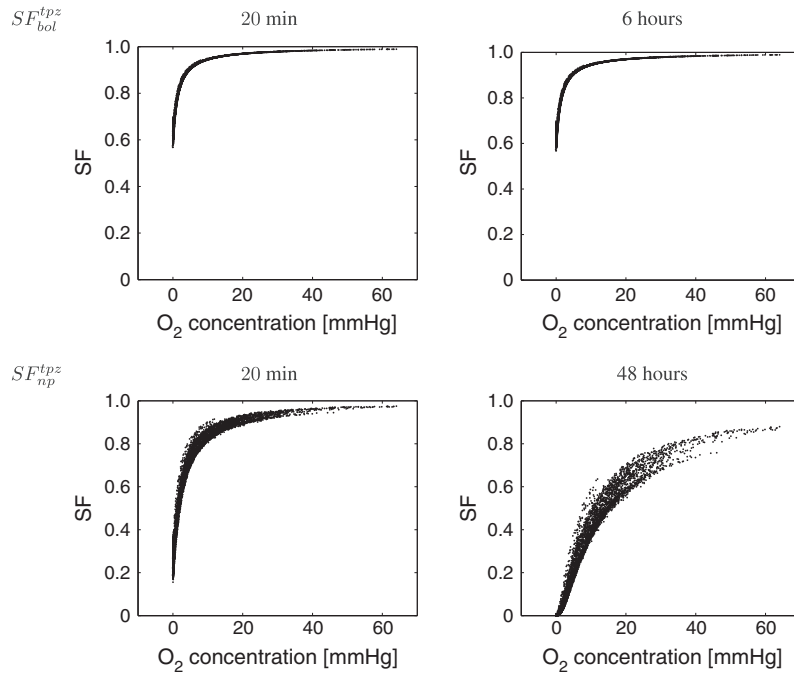 SF_{bol}^{tpz} 20 min 6 hours
1.0 1.0
0.8 0.8
0.6 0.6
SF SF
0.4 0.4
0.2 0.2
0 0
0 20 40 60 0 20 40 60
O₂ concentration [mmHg] O₂ concentration [mmHg]
SF_{np}^{tpz} 20 min 48 hours
1.0 1.0
0.8 0.8
0.6 0.6
SF SF
0.4 0.4
0.2 0.2
0 0
0 20 40 60 0 20 40 60
O₂ concentration [mmHg] O₂ concentration [mmHg]